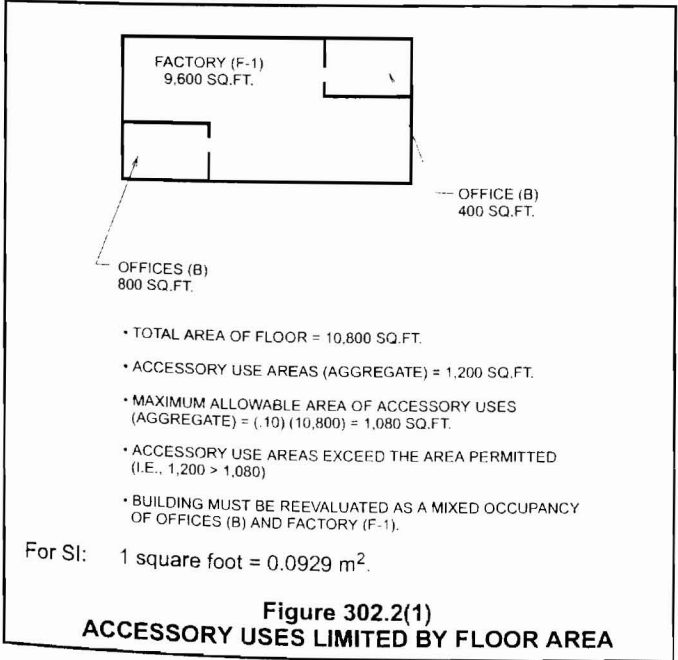 FACTORY (F-1)
9,600 SQ.FT.
OFFICE (B)
400 SQ.FT.
OFFICES (B)
800 SQ.FT.
• TOTAL AREA OF FLOOR = 10,800 SQ.FT.
• ACCESSORY USE AREAS (AGGREGATE) = 1,200 SQ.FT.
• MAXIMUM ALLOWABLE AREA OF ACCESSORY USES
(AGGREGATE) = (.10) (10,800) = 1,080 SQ.FT.
• ACCESSORY USE AREAS EXCEED THE AREA PERMITTED
(I.E., 1,200 > 1,080)
• BUILDING MUST BE REEVALUATED AS A MIXED OCCUPANCY
OF OFFICES (B) AND FACTORY (F-1).
For SI: 1 square foot = 0.0929 m².
Figure 302.2(1)
ACCESSORY USES LIMITED BY FLOOR AREA